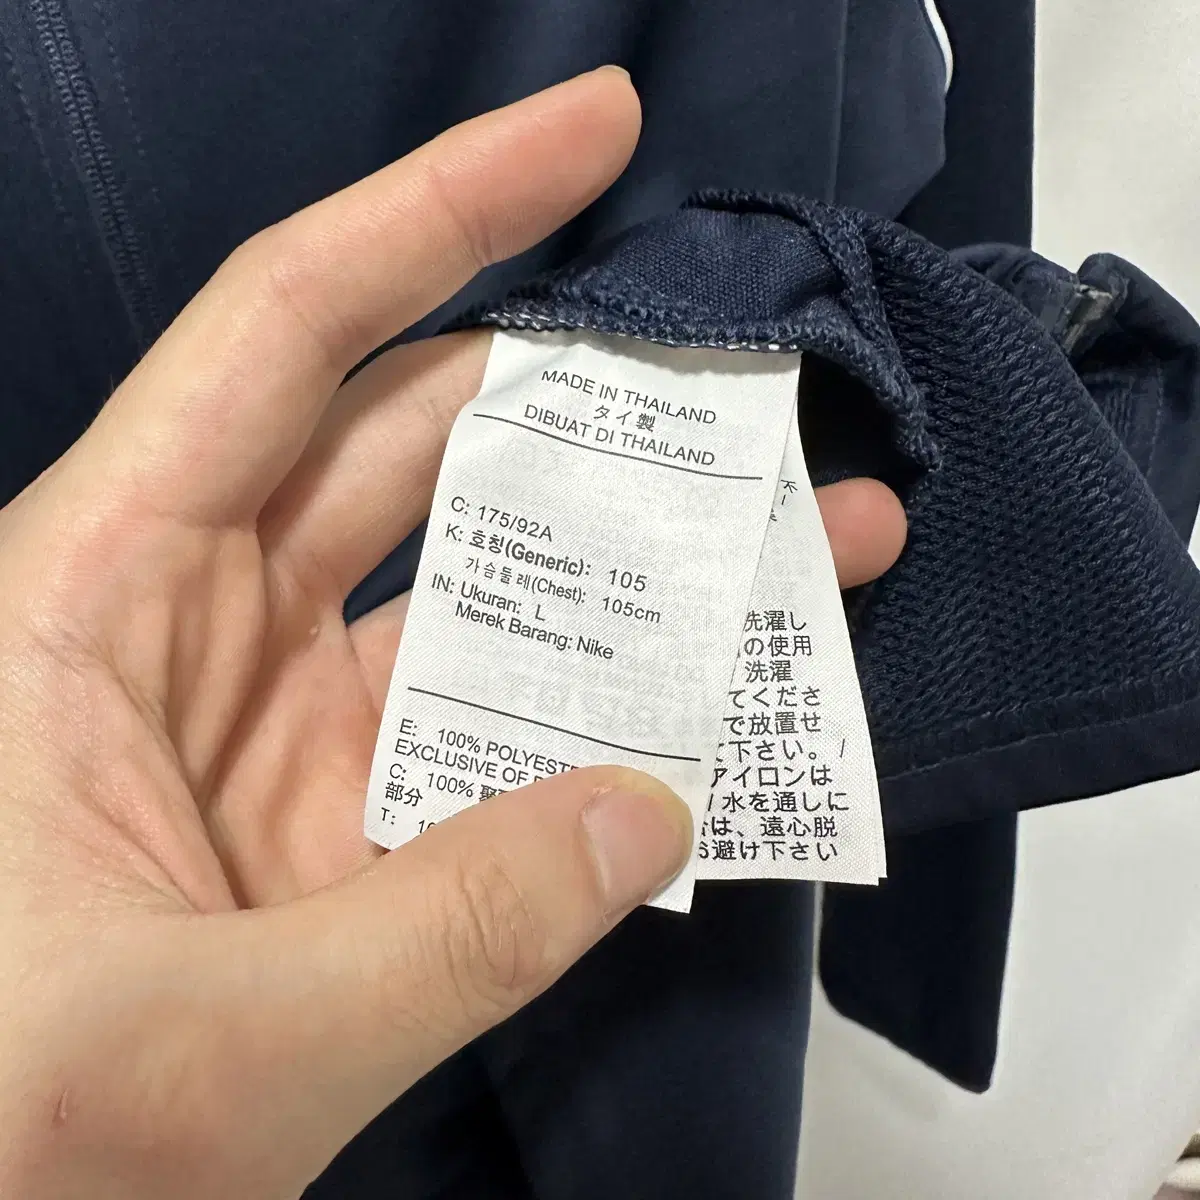 MADE IN THAILAND
タイ製
DIBUAT DI THAILAND
C: 175/92A
K: 호칭(Generic): 105
가슴둘레(Chest): 105cm
IN: Ukuran: L
Merek Barang: Nike
E: 100% POLYESTE
EXCLUSIVE OF
C: 100% 聚
部分
T:
洗濯し
の使用
洗濯
てくださ
で放置せ
下さい。/
アイロンは
水を通しに
は、遠心脱
避け下さい